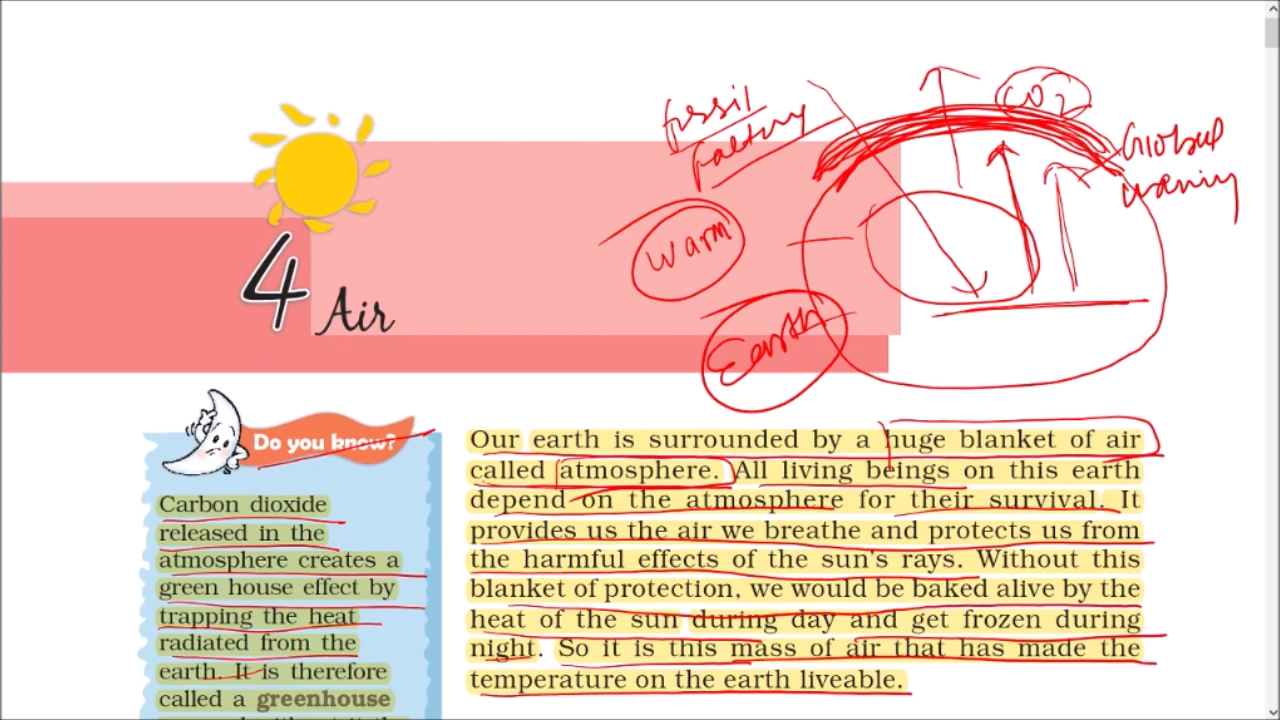 fossil
factory
CO2
Global
warming
warm
Earth
4 Air
Do you know?
Carbon dioxide
released in the
atmosphere creates a
green house effect by
trapping the heat
radiated from the
earth. It is therefore
called a greenhouse
Our earth is surrounded by a huge blanket of air
called atmosphere. All living beings on this earth
depend on the atmosphere for their survival. It
provides us the air we breathe and protects us from
the harmful effects of the sun's rays. Without this
blanket of protection, we would be baked alive by the
heat of the sun during day and get frozen during
night. So it is this mass of air that has made the
temperature on the earth liveable.